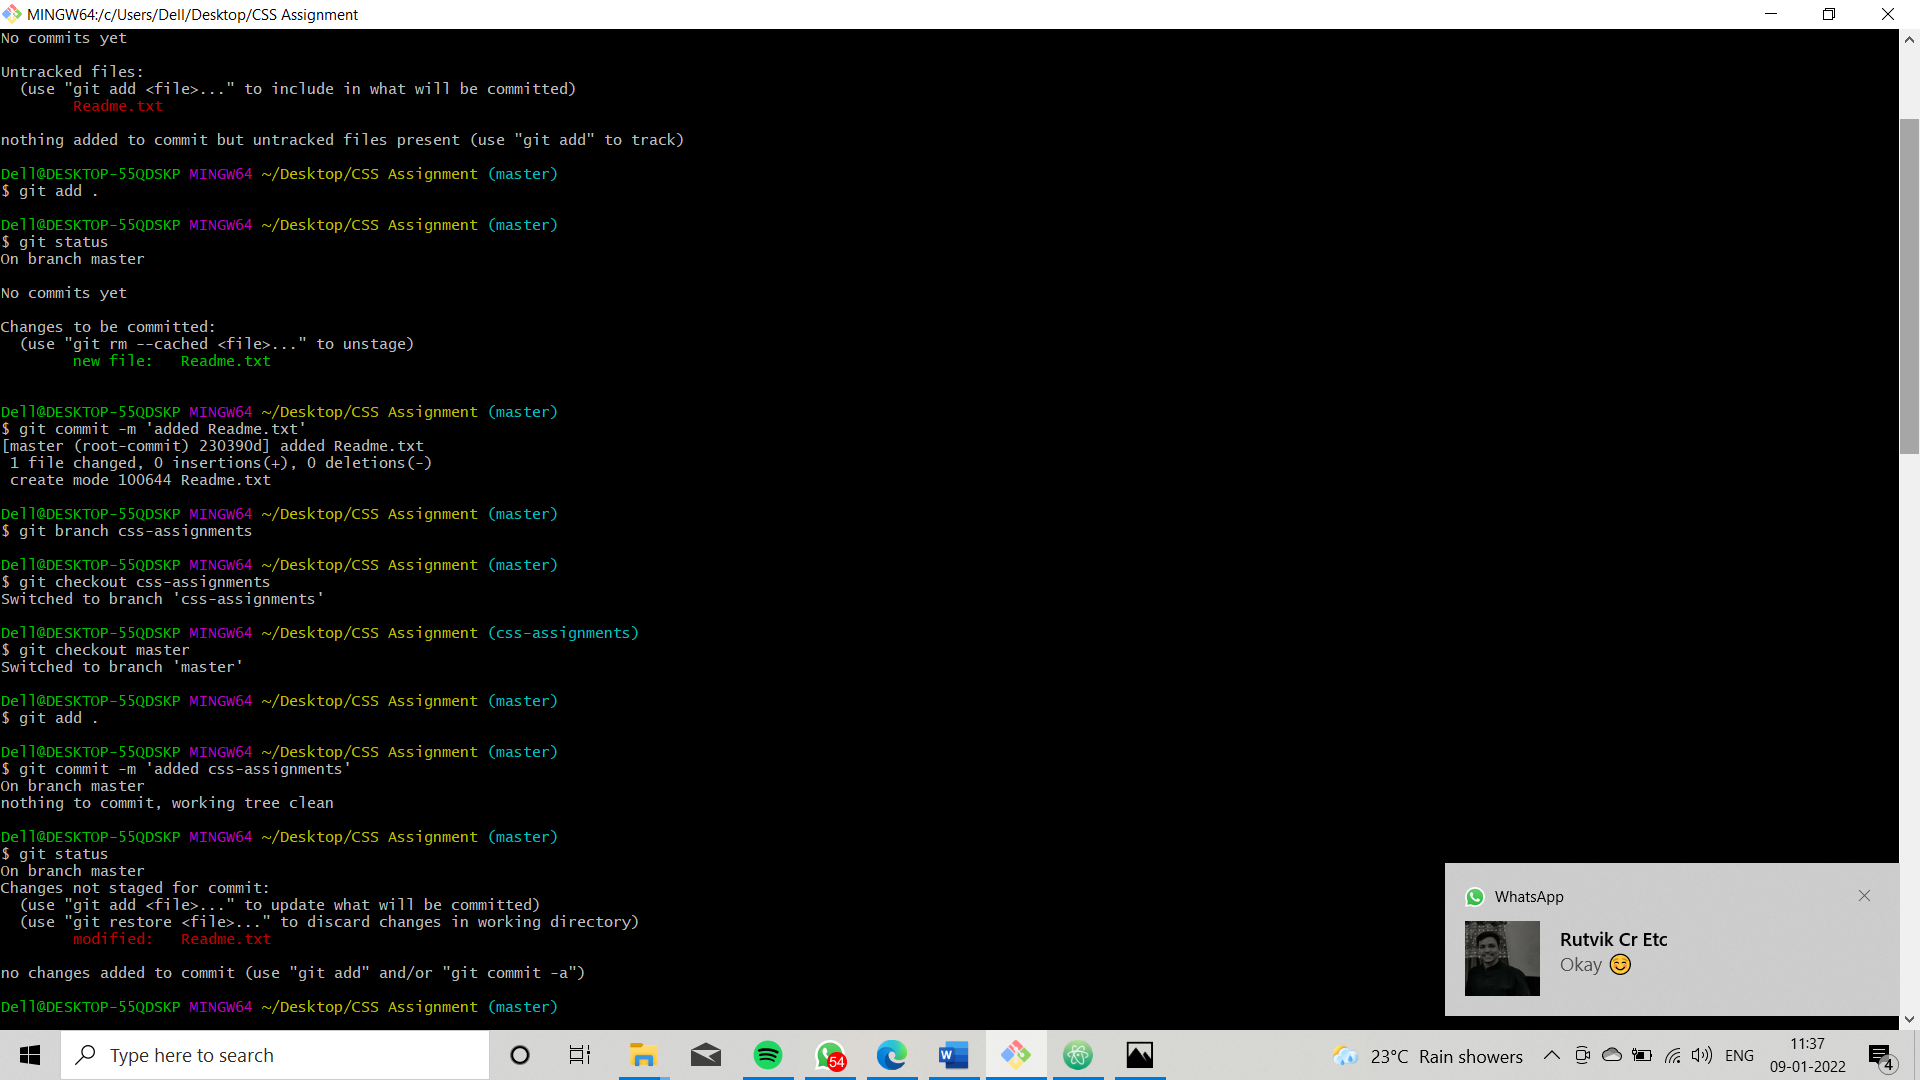 MINGW64:/c/Users/Dell/Desktop/CSS Assignment
No commits yet
Untracked files:
  (use "git add <file>..." to include in what will be committed)
        Readme.txt
nothing added to commit but untracked files present (use "git add" to track)
Dell@DESKTOP-55QDSKP MINGW64 ~/Desktop/CSS Assignment (master)
$ git add .
Dell@DESKTOP-55QDSKP MINGW64 ~/Desktop/CSS Assignment (master)
$ git status
On branch master
No commits yet
Changes to be committed:
  (use "git rm --cached <file>..." to unstage)
        new file:   Readme.txt
Dell@DESKTOP-55QDSKP MINGW64 ~/Desktop/CSS Assignment (master)
$ git commit -m 'added Readme.txt'
[master (root-commit) 230390d] added Readme.txt
 1 file changed, 0 insertions(+), 0 deletions(-)
 create mode 100644 Readme.txt
Dell@DESKTOP-55QDSKP MINGW64 ~/Desktop/CSS Assignment (master)
$ git branch css-assignments
Dell@DESKTOP-55QDSKP MINGW64 ~/Desktop/CSS Assignment (master)
$ git checkout css-assignments
Switched to branch 'css-assignments'
Dell@DESKTOP-55QDSKP MINGW64 ~/Desktop/CSS Assignment (css-assignments)
$ git checkout master
Switched to branch 'master'
Dell@DESKTOP-55QDSKP MINGW64 ~/Desktop/CSS Assignment (master)
$ git add .
Dell@DESKTOP-55QDSKP MINGW64 ~/Desktop/CSS Assignment (master)
$ git commit -m 'added css-assignments'
On branch master
nothing to commit, working tree clean
Dell@DESKTOP-55QDSKP MINGW64 ~/Desktop/CSS Assignment (master)
$ git status
On branch master
Changes not staged for commit:
  (use "git add <file>..." to update what will be committed)
  (use "git restore <file>..." to discard changes in working directory)
        modified:   Readme.txt
no changes added to commit (use "git add" and/or "git commit -a")
Dell@DESKTOP-55QDSKP MINGW64 ~/Desktop/CSS Assignment (master)
WhatsApp
Rutvik Cr Etc
Okay 😊
Type here to search
54
W
23°C Rain showers
ENG
11:37
09-01-2022
4